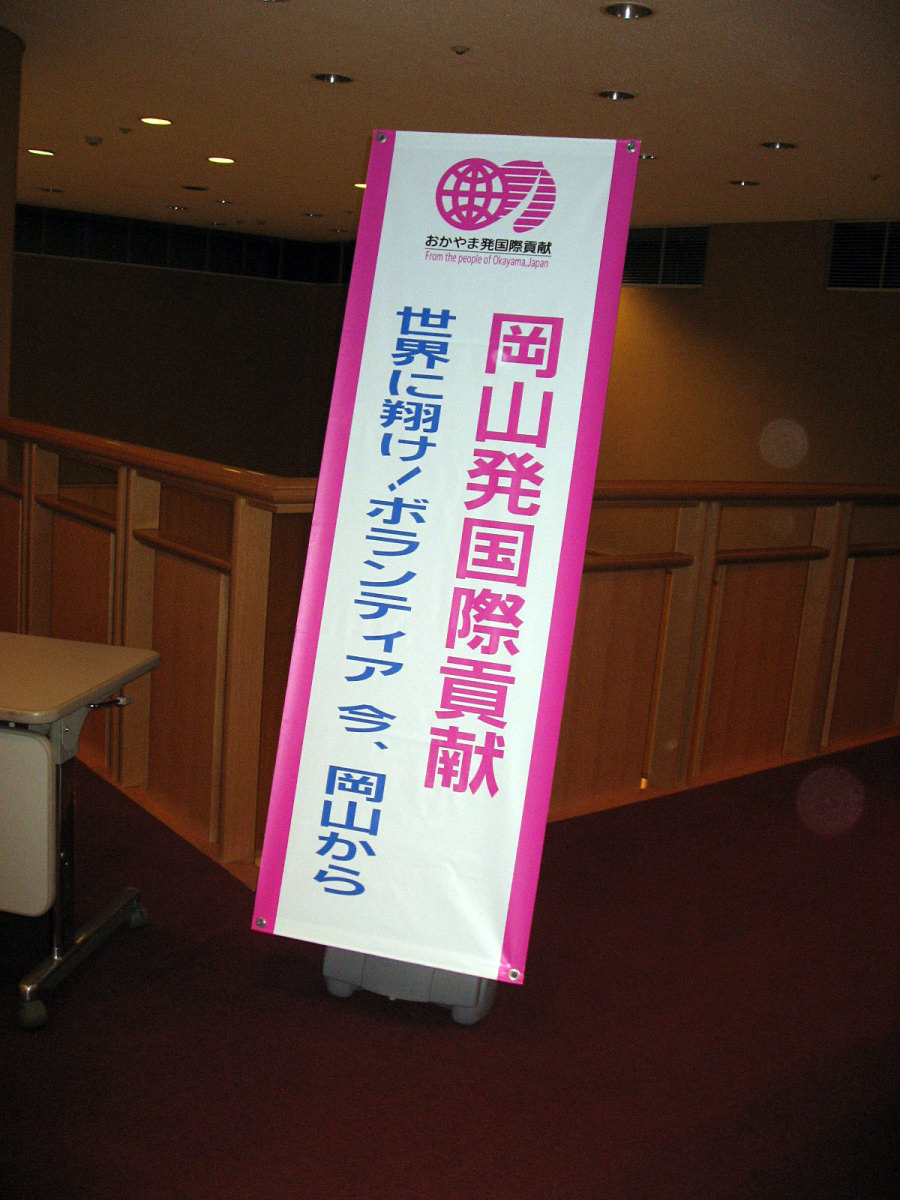 おかやま発国際貢献
From the people of Okayama,Japan
岡山発国際貢献
世界に翔け!ボランティア 今、岡山から